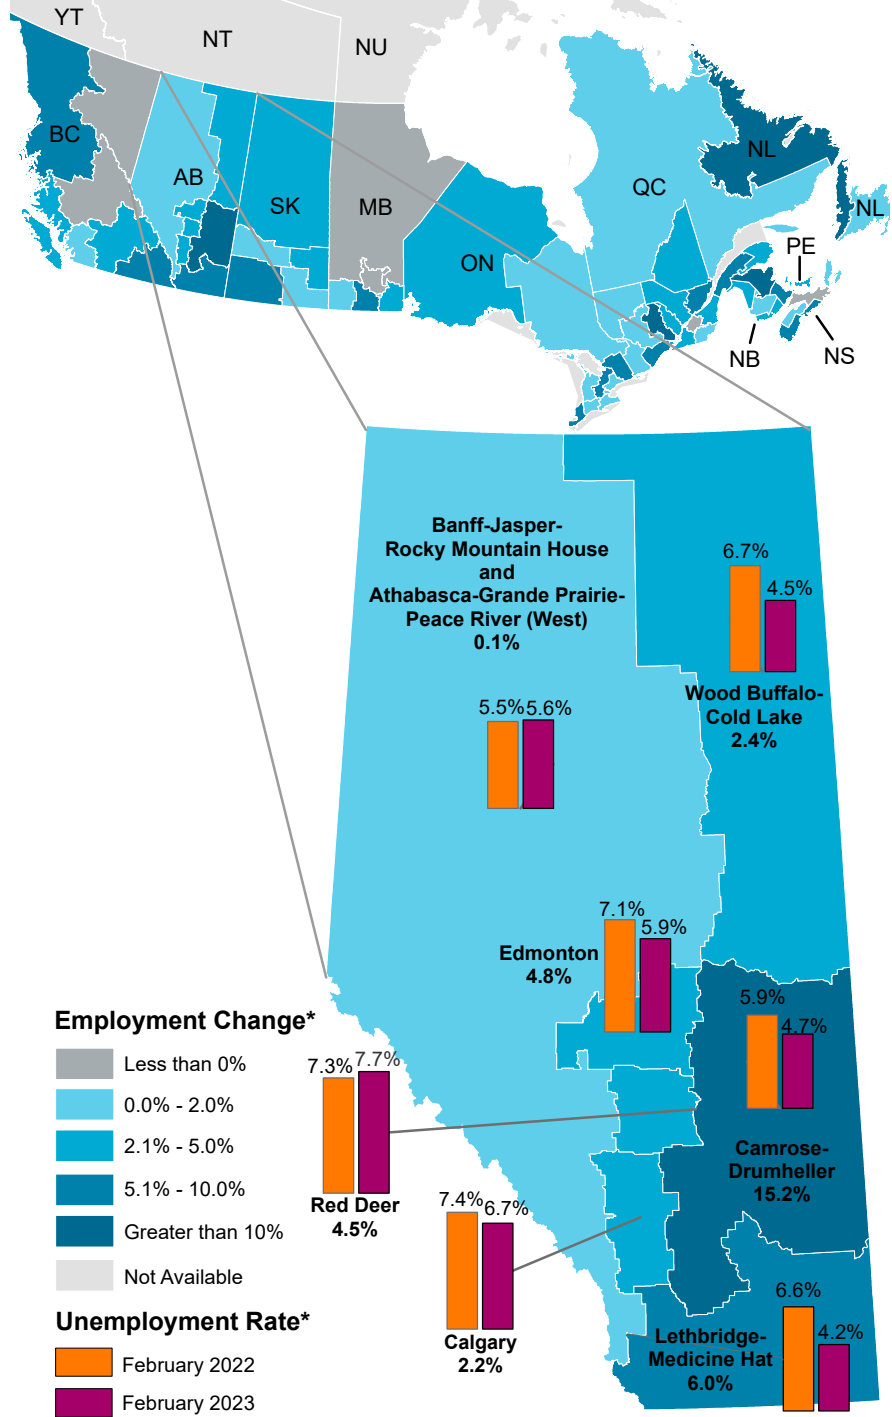 YT
NT
NU
BC
AB
SK
MB
ON
QC
NL
NL
PE
NB
NS
Banff-Jasper-
Rocky Mountain House
and
Athabasca-Grande Prairie-
Peace River (West)
0.1%
5.5%
5.6%
6.7%
4.5%
Wood Buffalo-
Cold Lake
2.4%
7.1%
5.9%
Edmonton
4.8%
5.9%
4.7%
Camrose-
Drumheller
15.2%
7.3%
7.7%
Red Deer
4.5%
7.4%
6.7%
Calgary
2.2%
6.6%
4.2%
Lethbridge-
Medicine Hat
6.0%
Employment Change*
Less than 0%
0.0% - 2.0%
2.1% - 5.0%
5.1% - 10.0%
Greater than 10%
Not Available
Unemployment Rate*
February 2022
February 2023